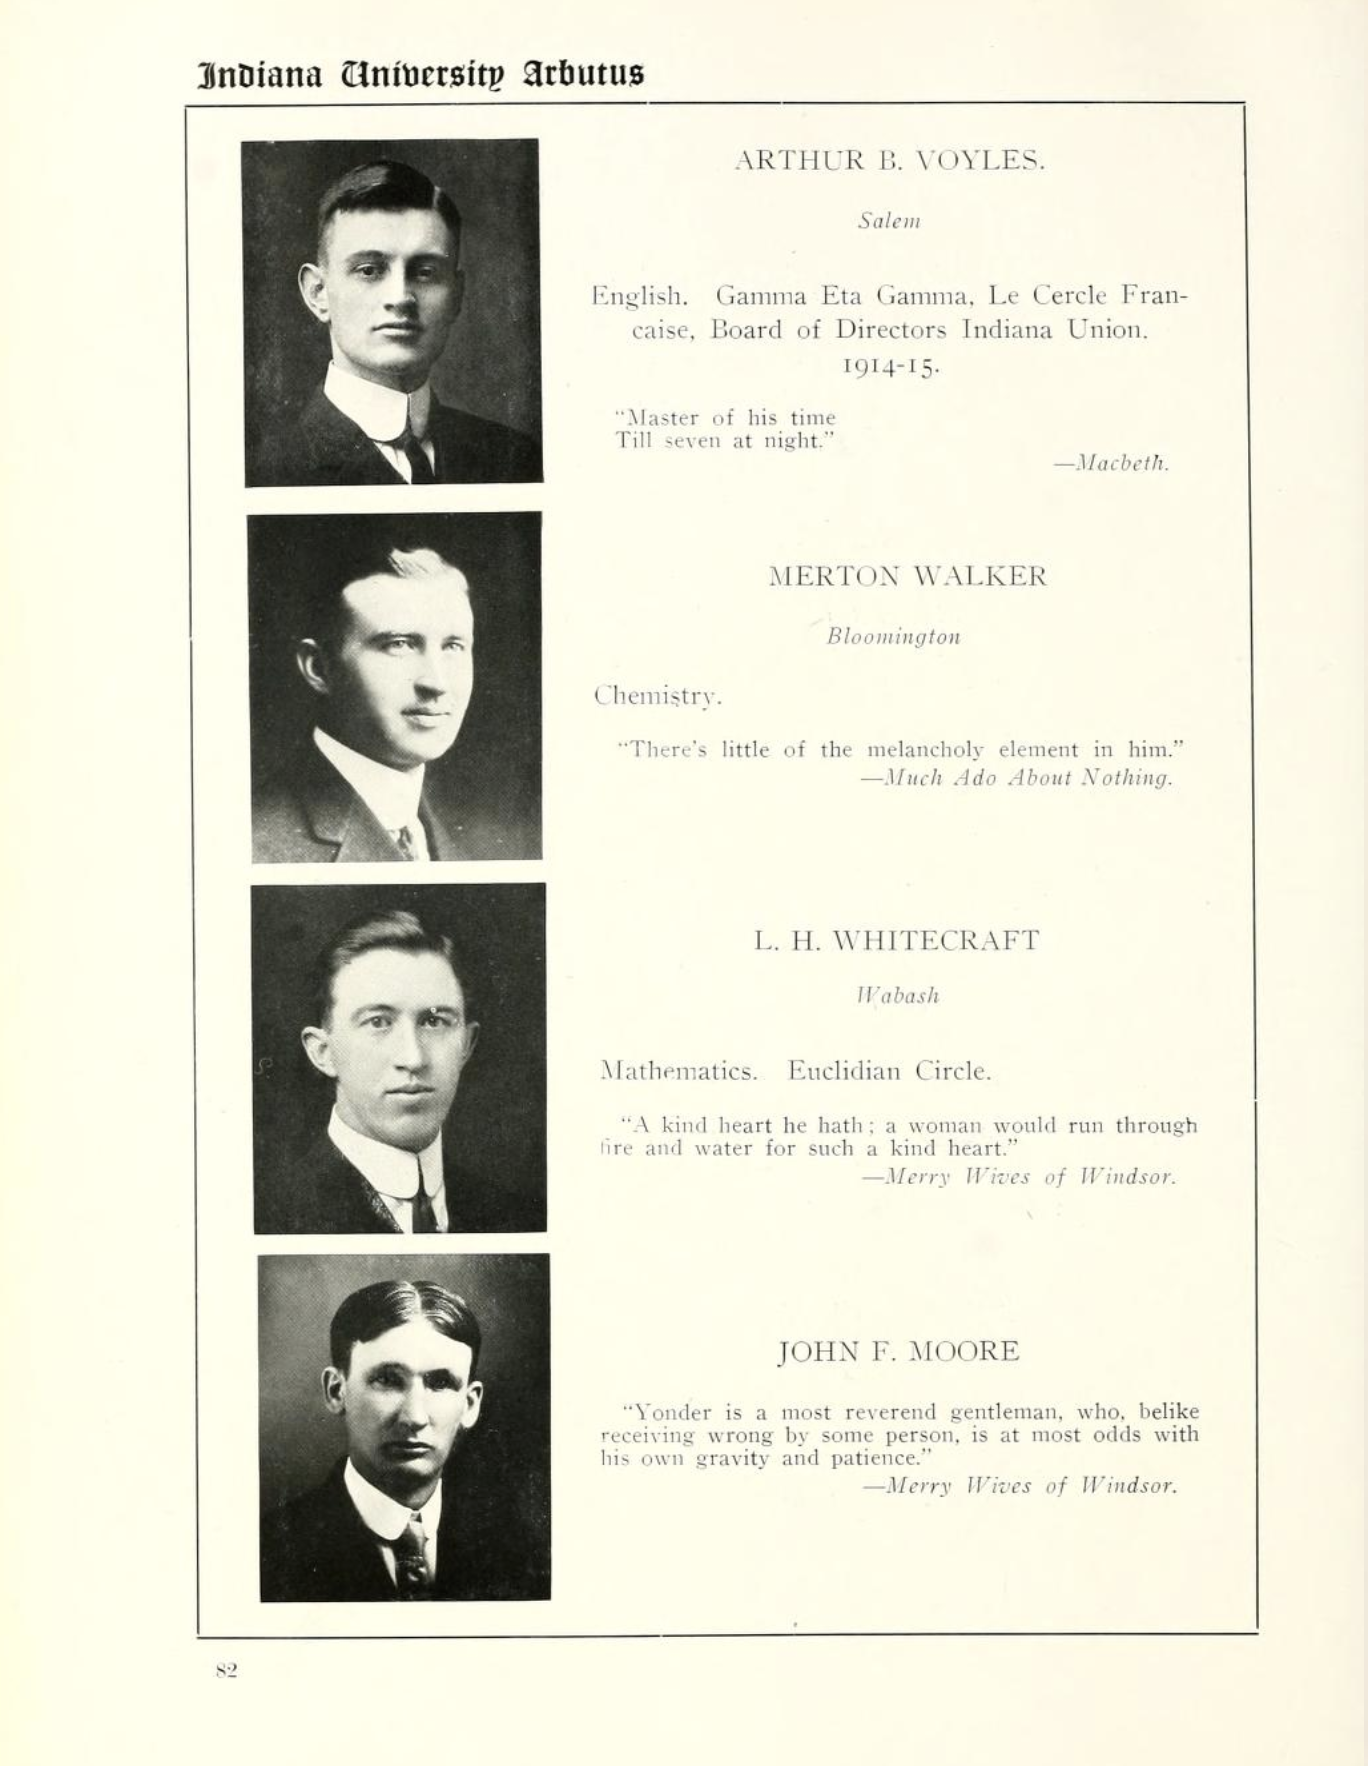 Indiana University Arbutus
ARTHUR B. VOYLES.
Salem
English. Gamma Eta Gamma, Le Cercle Fran-
caise, Board of Directors Indiana Union.
1914-15.
"Master of his time
Till seven at night."
—Macbeth.
MERTON WALKER
Bloomington
Chemistry.
"There's little of the melancholy element in him."
—Much Ado About Nothing.
L. H. WHITECRAFT
Wabash
Mathematics. Euclidian Circle.
"A kind heart he hath; a woman would run through
fire and water for such a kind heart."
—Merry Wives of Windsor.
JOHN F. MOORE
"Yonder is a most reverend gentleman, who, belike
receiving wrong by some person, is at most odds with
his own gravity and patience."
—Merry Wives of Windsor.
82